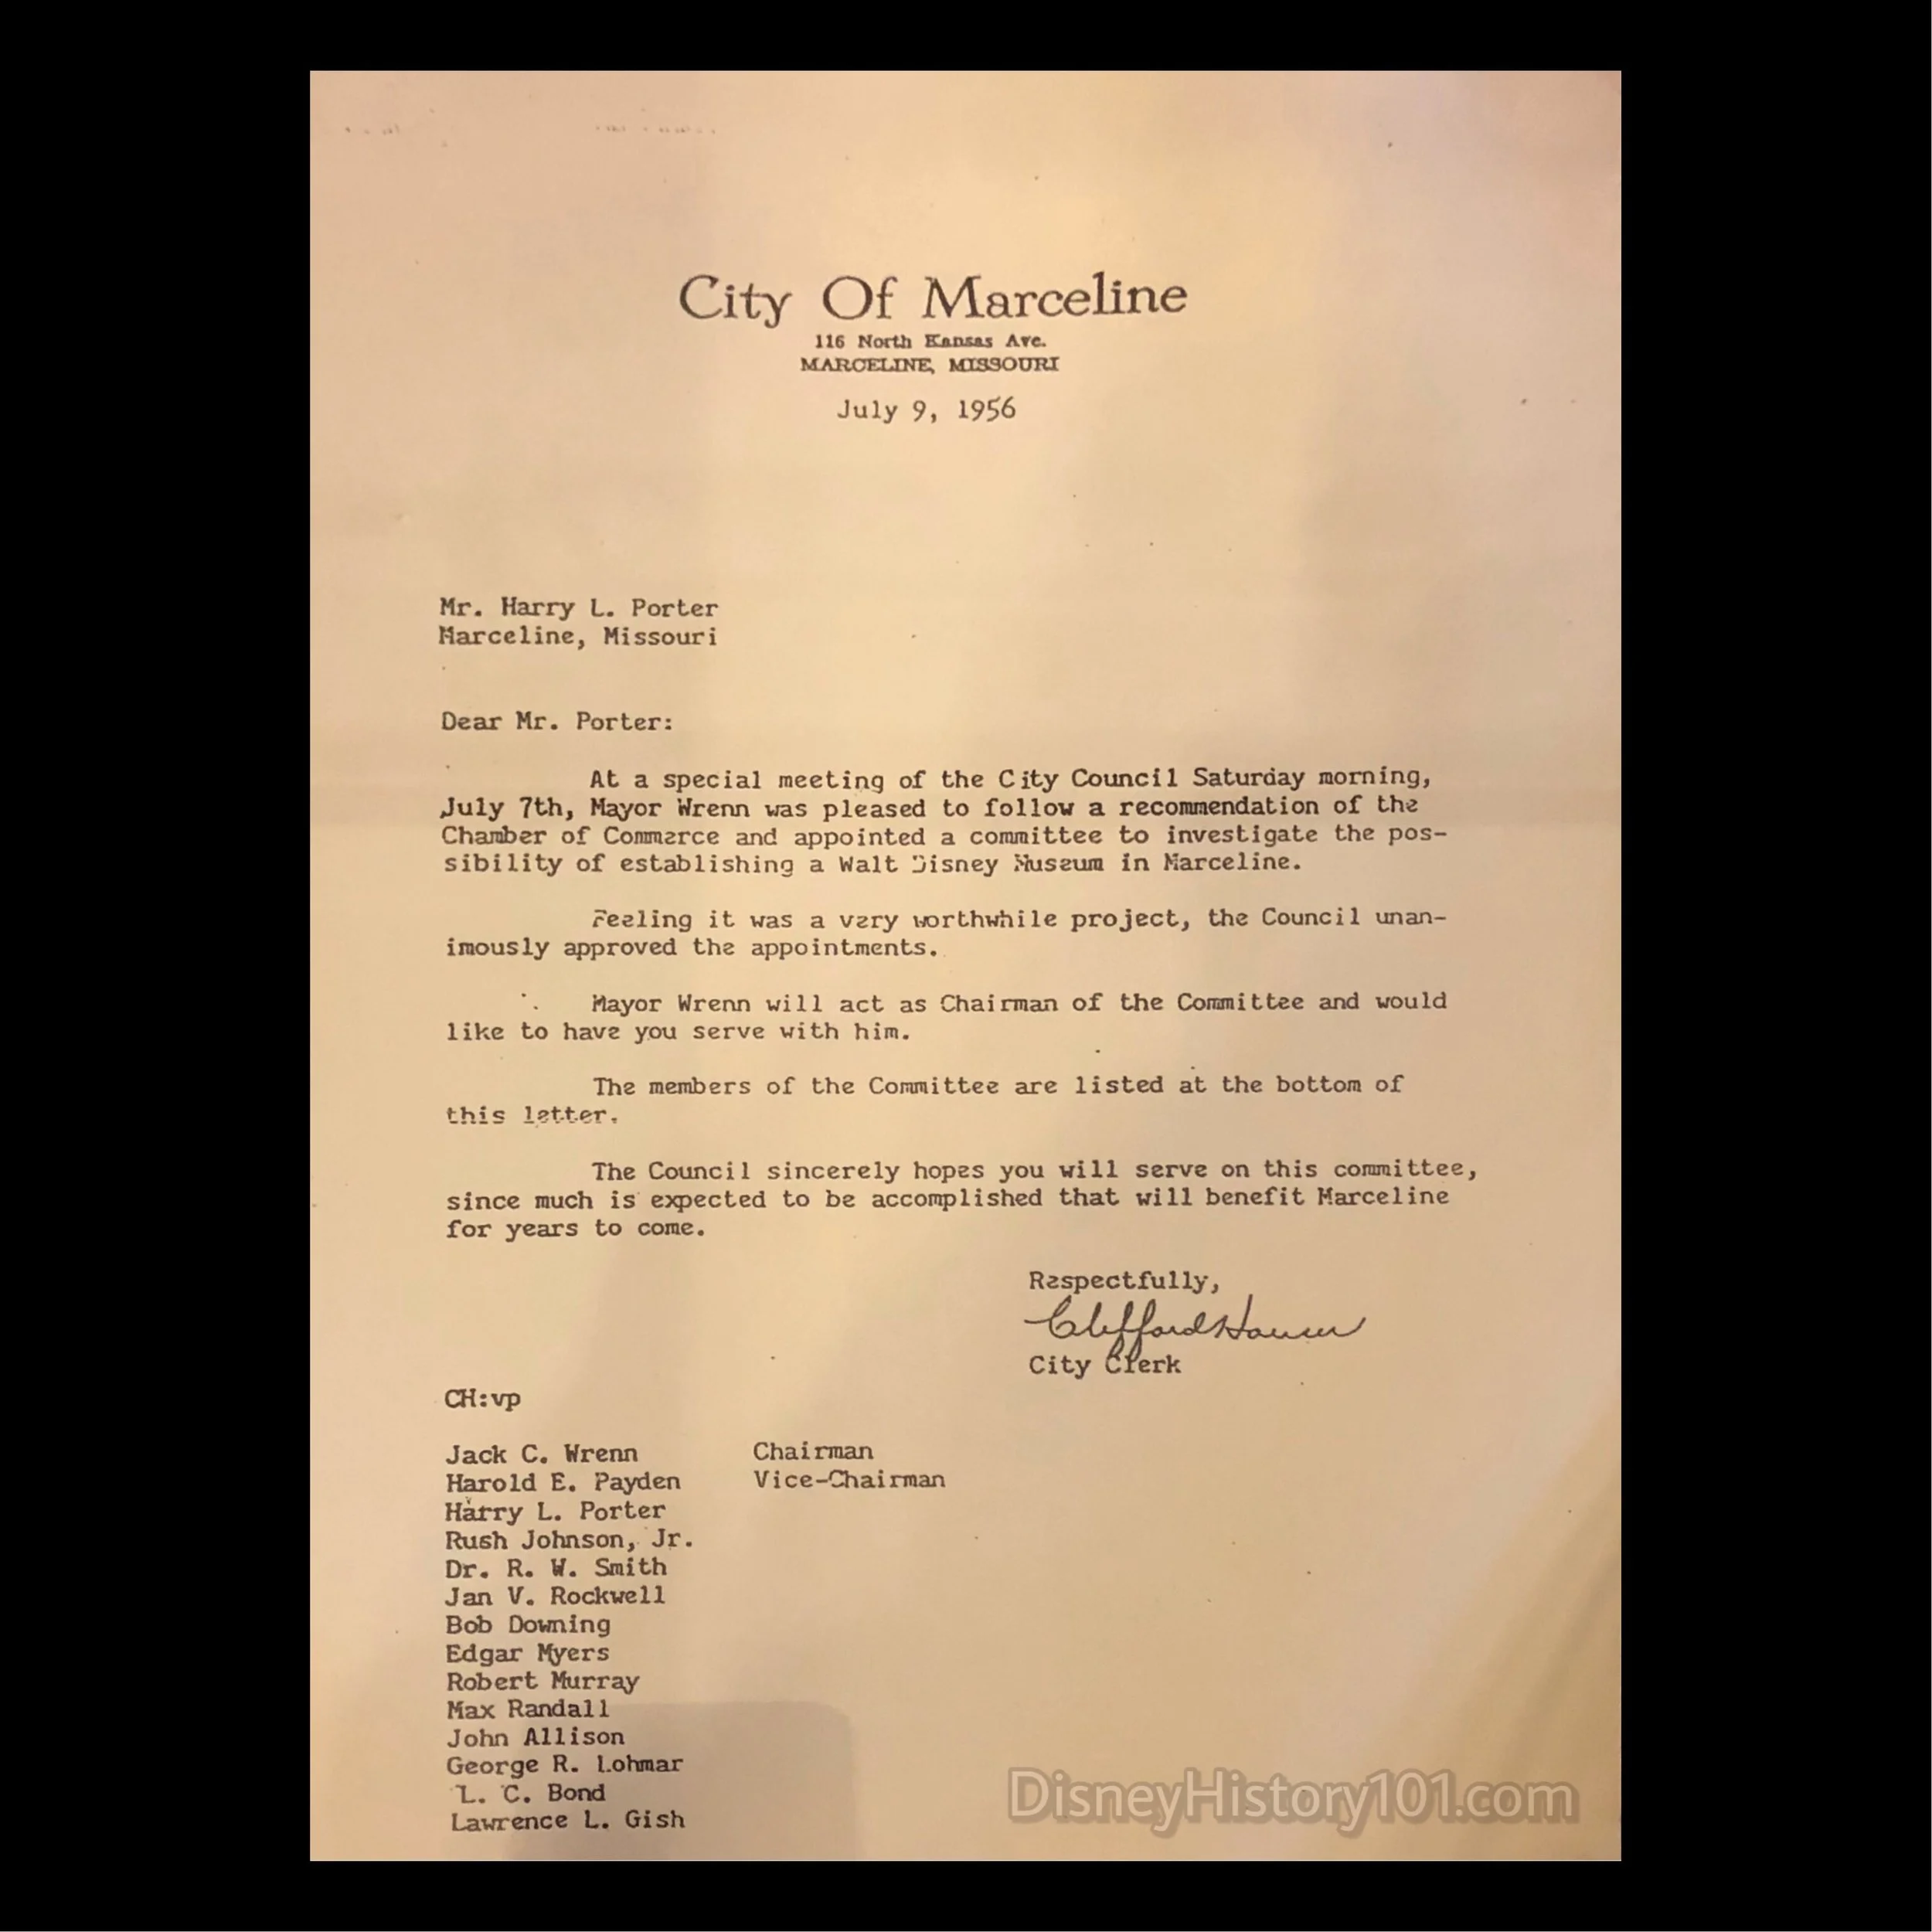 City Of Marceline
116 North Kansas Ave.
MARCELINE, MISSOURI
July 9, 1956
Mr. Harry L. Porter
Marceline, Missouri
Dear Mr. Porter:
At a special meeting of the City Council Saturday morning,
July 7th, Mayor Wrenn was pleased to follow a recommendation of the
Chamber of Commerce and appointed a committee to investigate the pos-
sibility of establishing a Walt Disney Museum in Marceline.
Feeling it was a very worthwhile project, the Council unan-
imously approved the appointments.
Mayor Wrenn will act as Chairman of the Committee and would
like to have you serve with him.
The members of the Committee are listed at the bottom of
this letter.
The Council sincerely hopes you will serve on this committee,
since much is expected to be accomplished that will benefit Marceline
for years to come.
Respectfully,
Clifford
City Clerk
CH:vp
Jack C. Wrenn Chairman
Harold E. Payden Vice-Chairman
Harry L. Porter
Rush Johnson, Jr.
Dr. R. W. Smith
Jan V. Rockwell
Bob Downing
Edgar Myers
Robert Murray
Max Randall
John Allison
George R. Lohmar
L. C. Bond
Lawrence L. Gish
DisneyHistory101.com